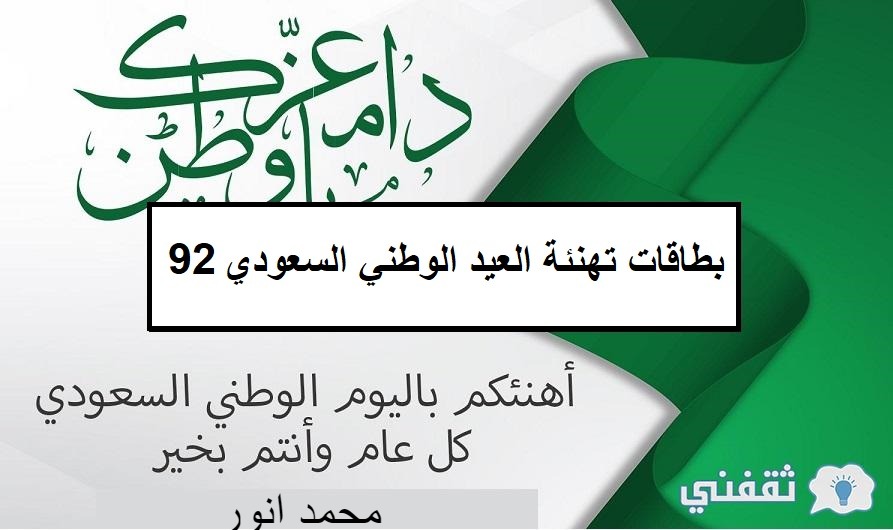 دام عزك
يا وطن
بطاقات تهنئة العيد الوطني السعودي 92
أهنئكم باليوم الوطني السعودي
كل عام وأنتم بخير
محمد انور
ثقفني